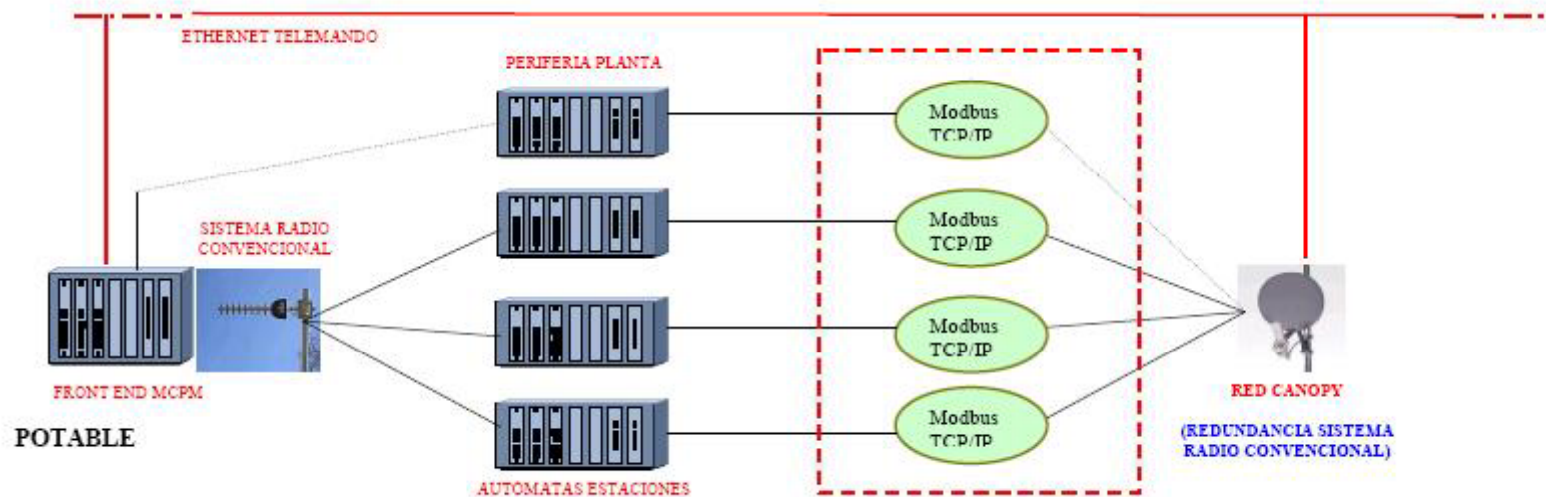 ETHERNET TELEMANDO
PERIFERIA PLANTA
Modbus
TCP/IP
SISTEMA RADIO
CONVENCIONAL
Modbus
TCP/IP
Modbus
TCP/IP
FRONT END MCPM
RED CANOPY
Modbus
TCP/IP
POTABLE
(REDUNDANCIA SISTEMA
RADIO CONVENCIONAL)
AUTOMATAS ESTACIONES